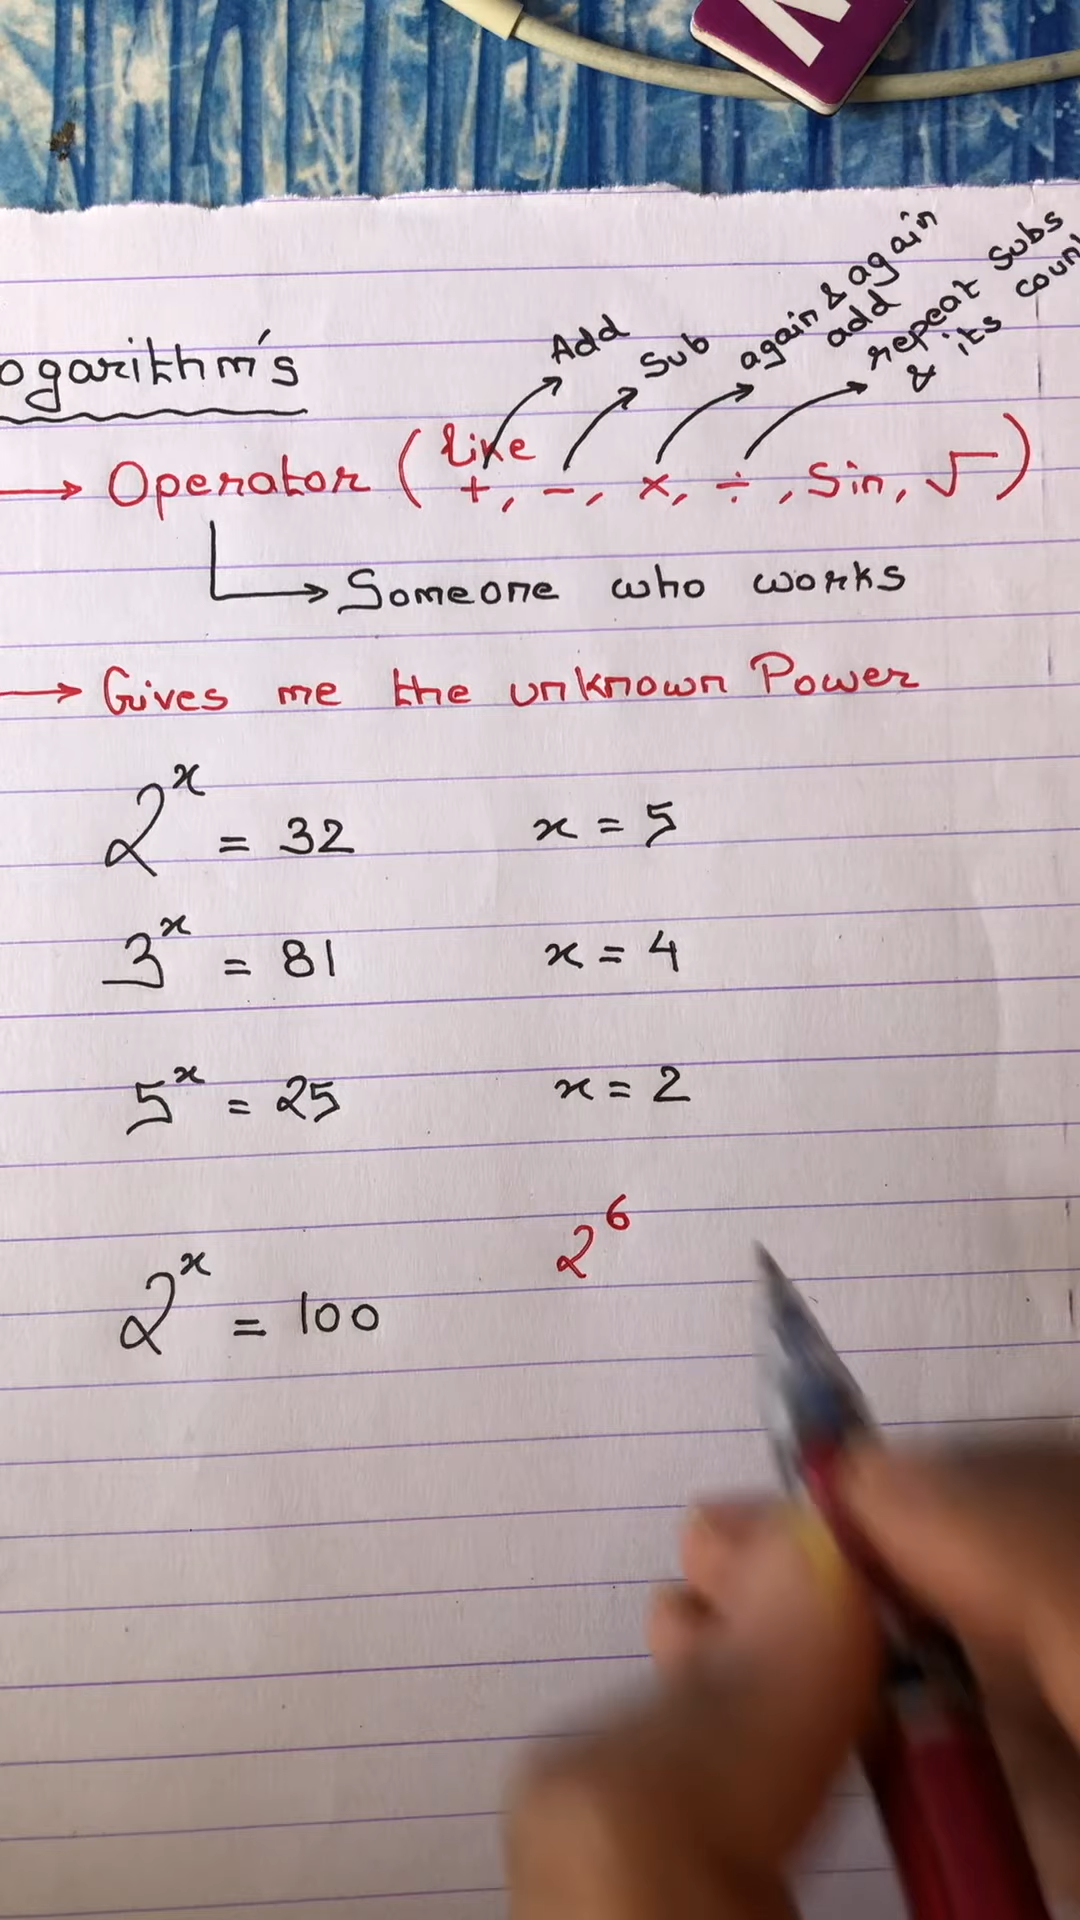 ogarithm's
Add
Sub
again & again
add
repeat subs
& its coun
→ Operator (like
+, -, ×, ÷, Sin, √)
Someone who works
→ Gives me the unknown Power
2^x = 32 x = 5
3^x = 81 x = 4
5^x = 25 x = 2
2^x = 100 2^6